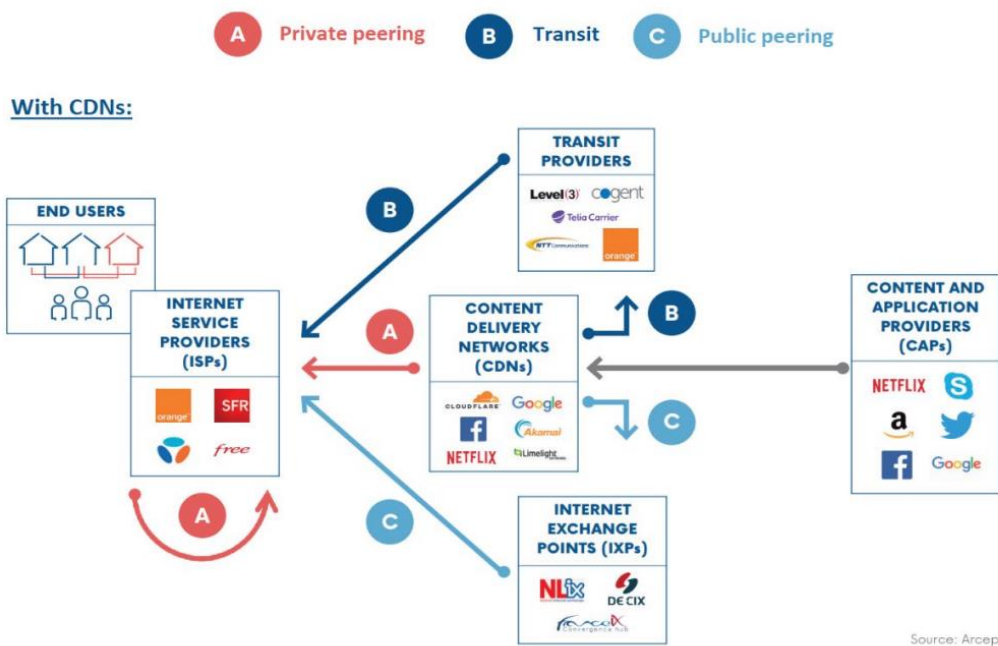 A Private peering B Transit C Public peering
With CDNs:
TRANSIT
PROVIDERS
Level(3) cogent
Telia Carrier
NTT Communications orange
B
END USERS
INTERNET
SERVICE
PROVIDERS
(ISPs)
orange SFR
free
A
A
CONTENT
DELIVERY
NETWORKS
(CDNs)
CLOUDFLARE Google
f Akamai
NETFLIX Limelight
B
C
CONTENT AND
APPLICATION
PROVIDERS
(CAPs)
NETFLIX S
a
f Google
C
INTERNET
EXCHANGE
POINTS (IXPs)
NLix DE CIX
FranceIX
Convergence hub
Source: Arcep